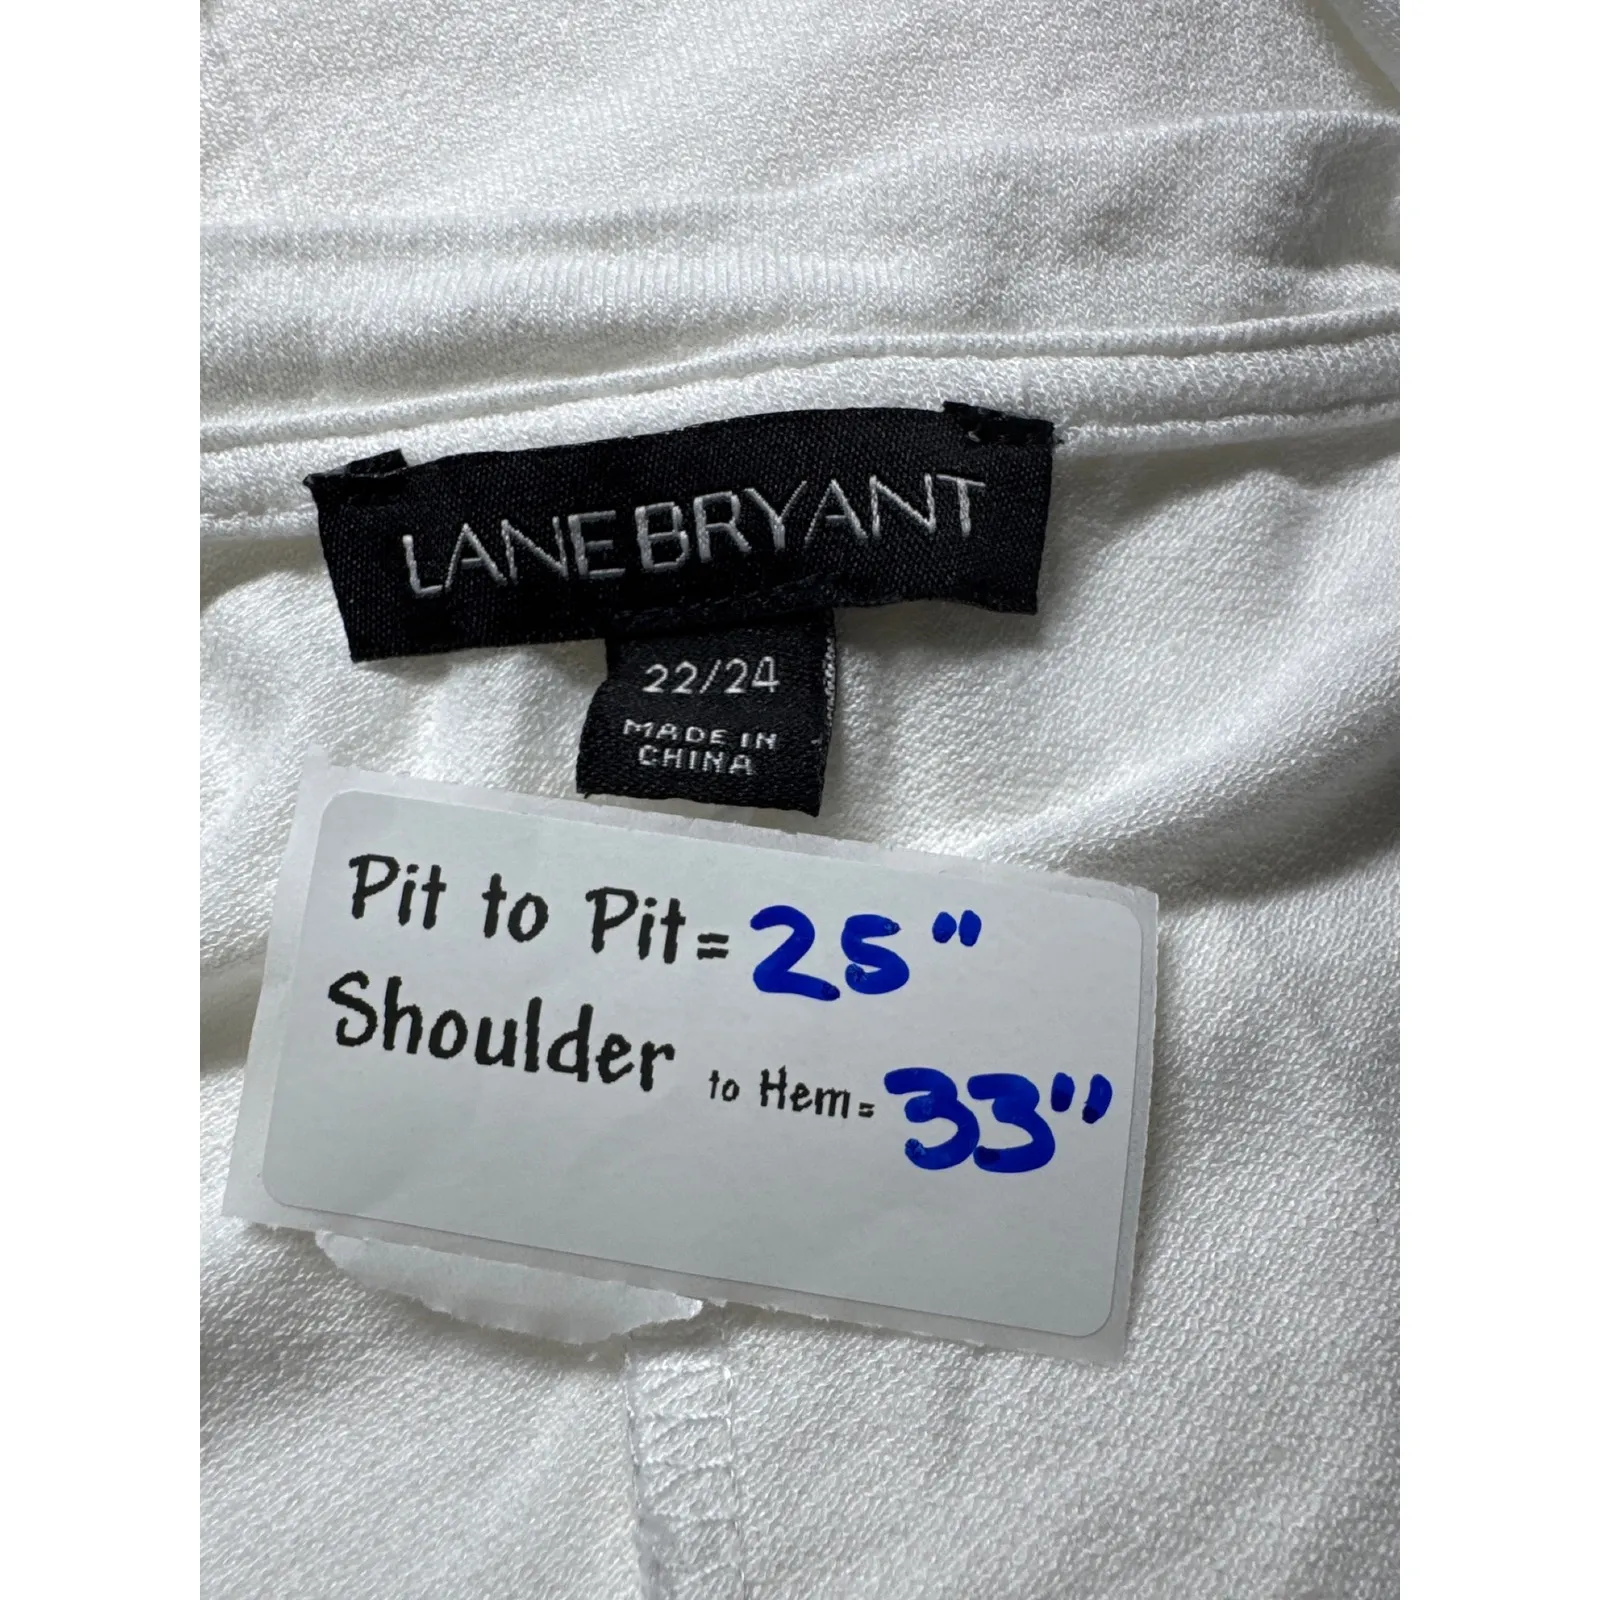 LANE BRYANT
22/24
MADE IN
CHINA
Pit to Pit = 25"
Shoulder to Hem = 33"